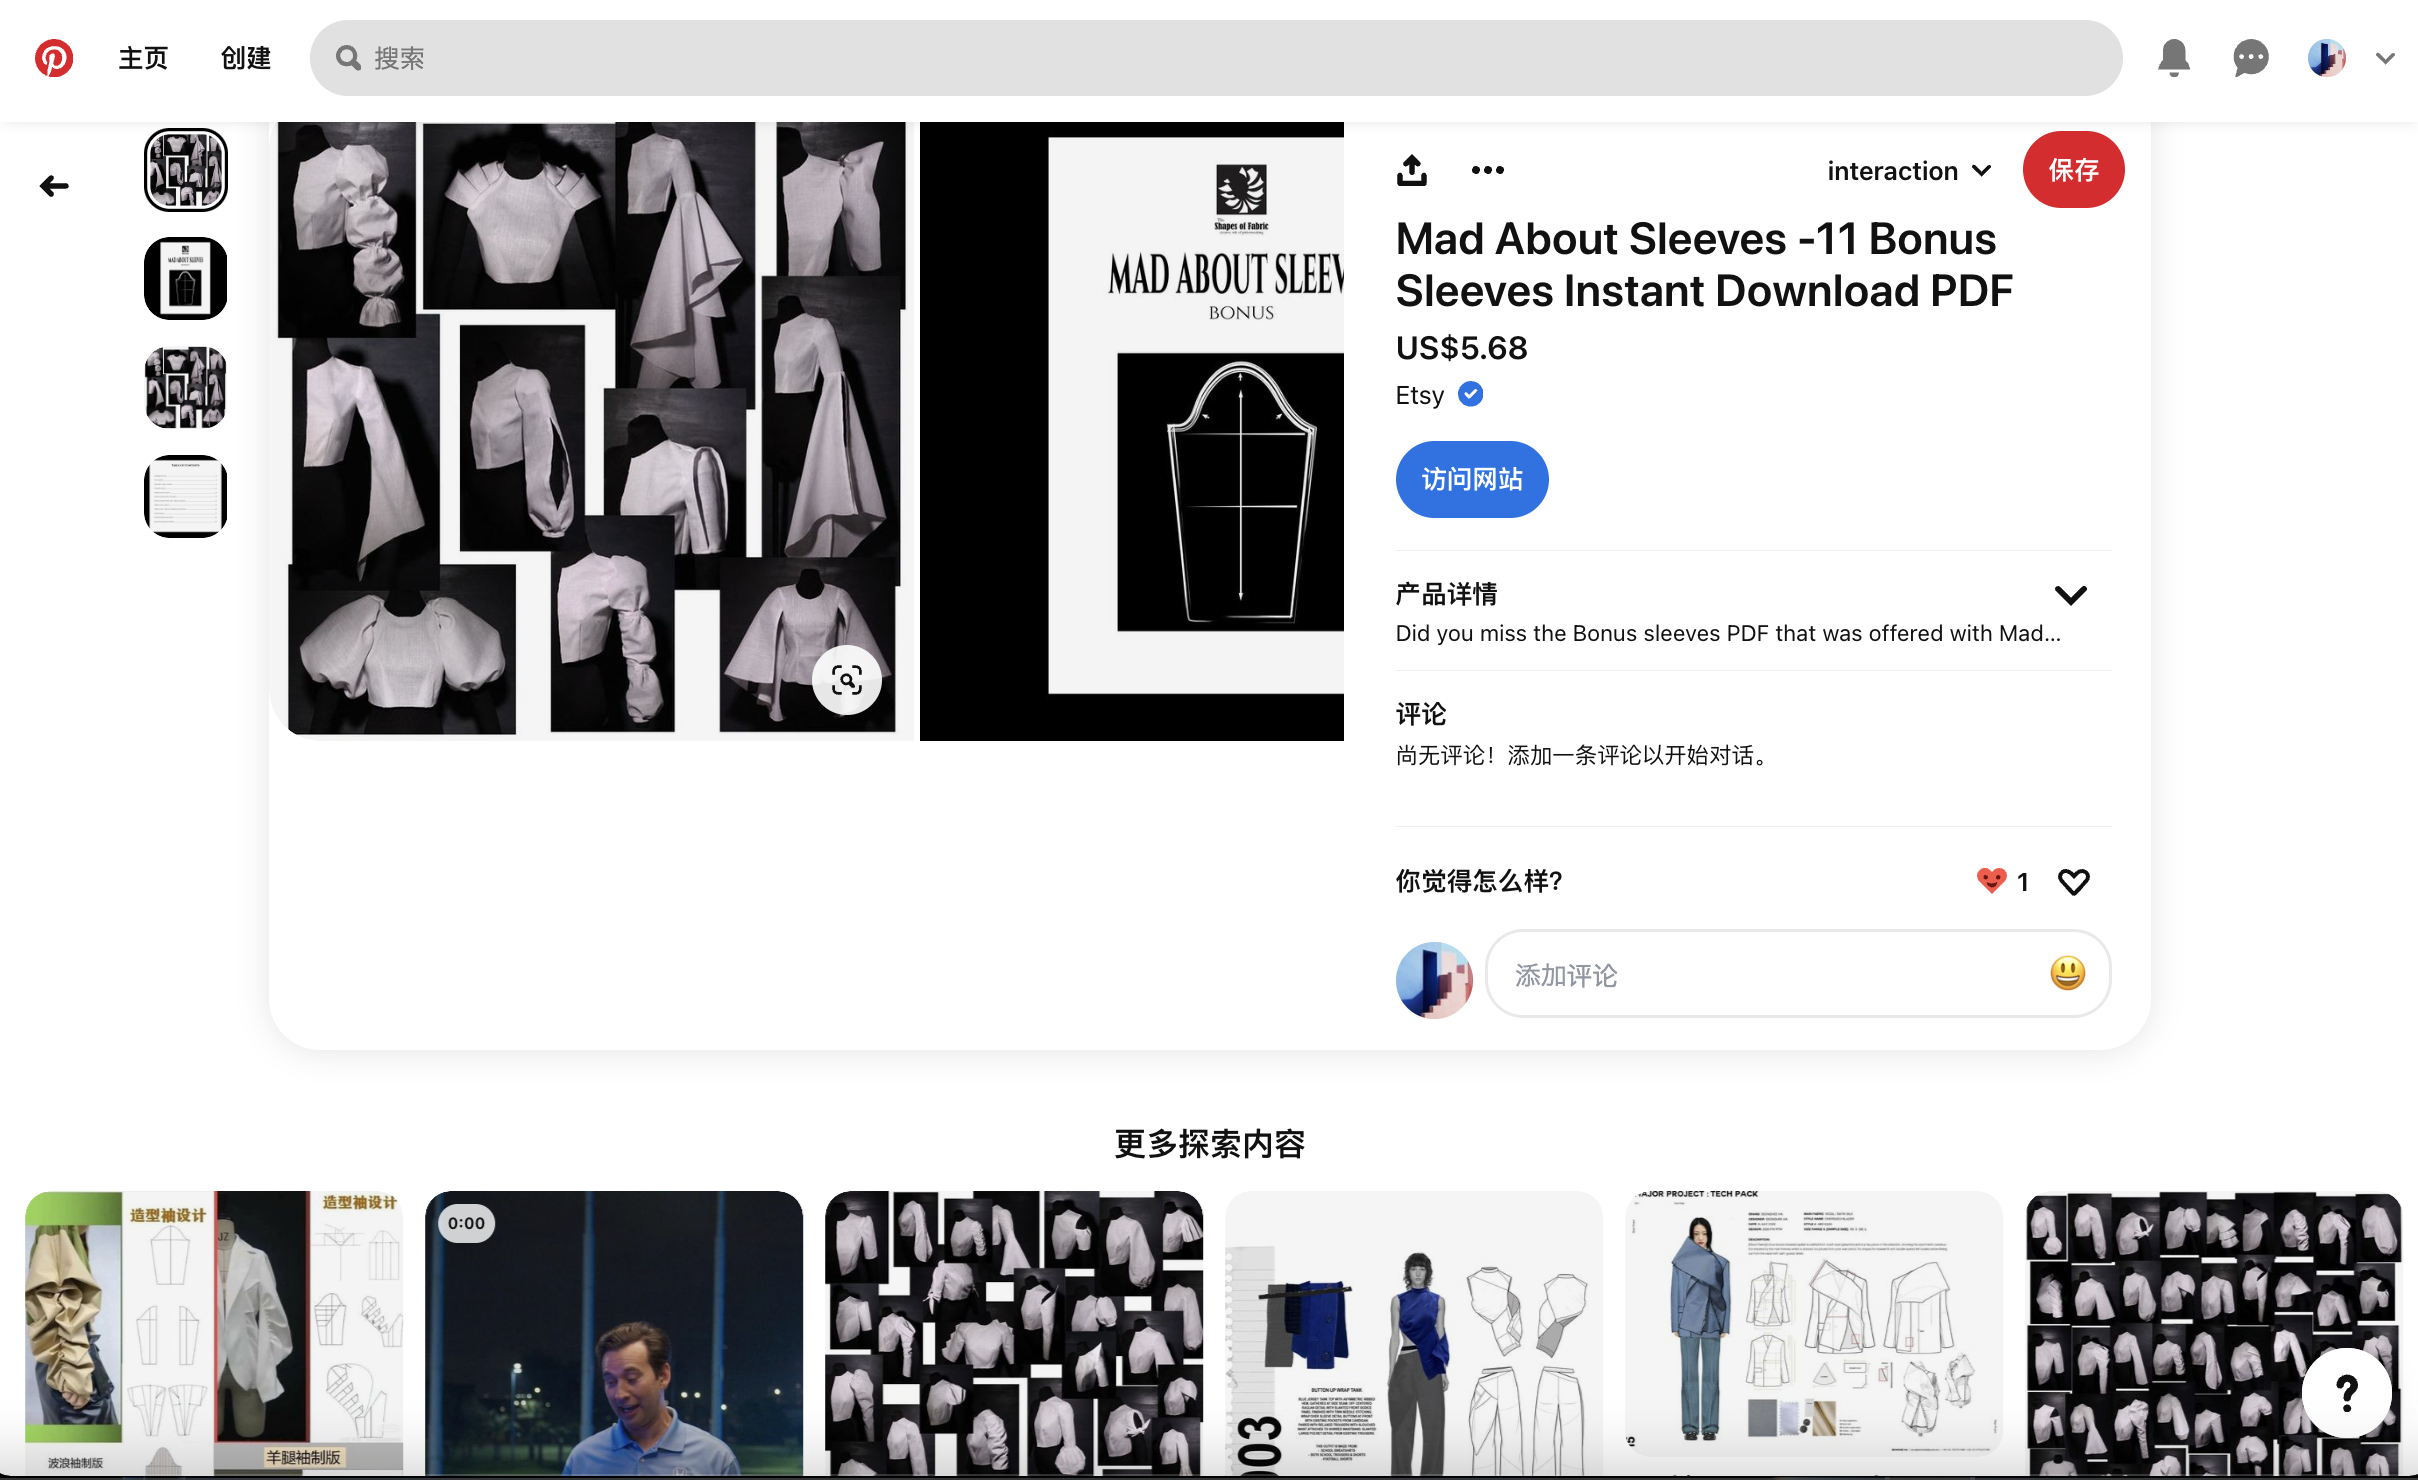 主页
创建
搜索
interaction
保存
Mad About Sleeves -11 Bonus
Sleeves Instant Download PDF
US$5.68
Etsy
访问网站
产品详情
Did you miss the Bonus sleeves PDF that was offered with Mad...
评论
尚无评论！添加一条评论以开始对话。
你觉得怎么样?
1
添加评论
Shapes of Fabric
MAD ABOUT SLEEV
BONUS
MAD ABOUT SLEEVES
更多探索内容
造型袖设计
造型袖设计
波浪袖制版
羊腿袖制版
0:00
BUTTON UP WRAP TANK
003
MAJOR PROJECT : TECH PACK
?